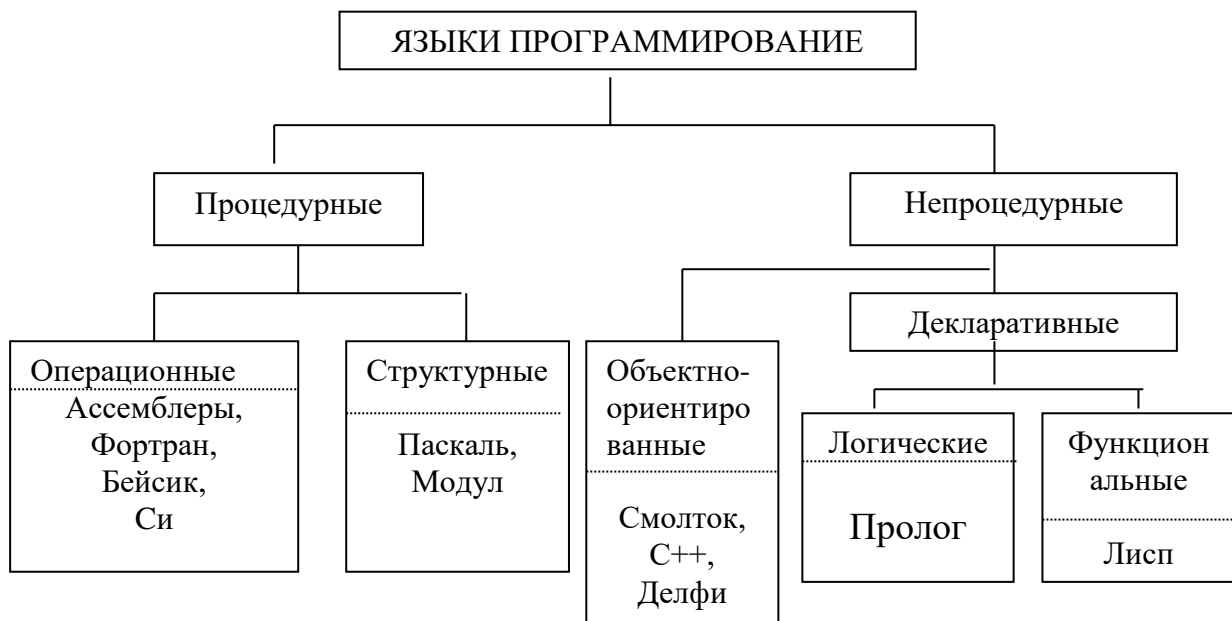 ЯЗЫКИ ПРОГРАММИРОВАНИЕ
Процедурные
Непроцедурные
Декларативные
Операционные
Ассемблеры,
Фортран,
Бейсик,
Си
Структурные
Паскаль,
Модул
Объектно-
ориентиро
ванные
Смолток,
С++,
Делфи
Логические
Пролог
Функцион
альные
Лисп